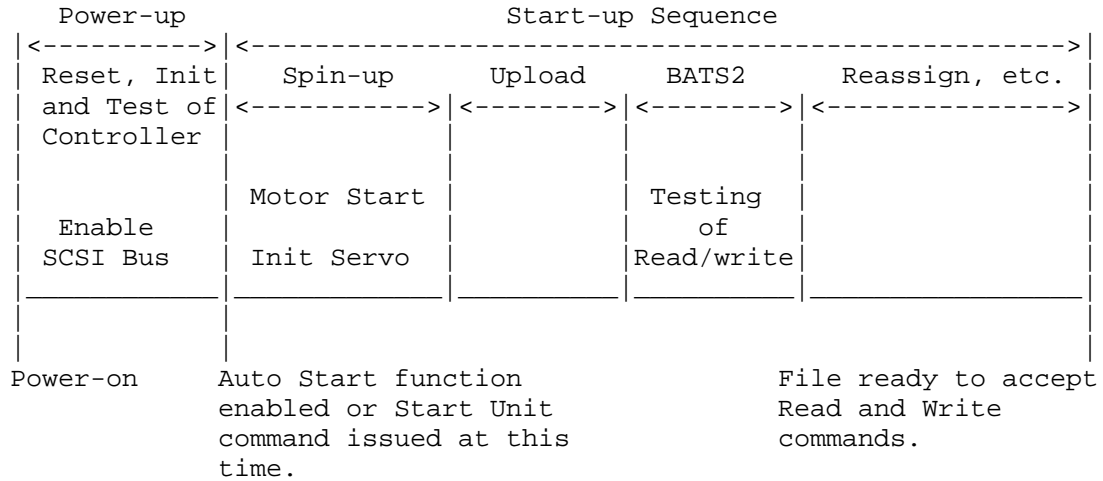 Power-up Start-up Sequence
|<---------->|<--------------------------------------------------->|
Reset, Init Spin-up Upload BATS2 Reassign, etc.
and Test of |<----------->|<-------->|<-------->|<---------------->|
Controller
Motor Start Testing
Enable of
SCSI Bus Init Servo Read/write
Power-on Auto Start function File ready to accept
enabled or Start Unit Read and Write
command issued at this commands.
time.